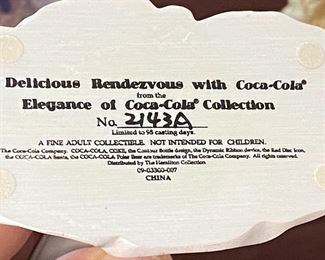 Delicious Rendezvous with Coca-Cola®
from the
Elegance of Coca-Cola® Collection
No. 2143A
Limited to 95 casting days.
A FINE ADULT COLLECTIBLE. NOT INTENDED FOR CHILDREN.
The Coca-Cola Company. COCA-COLA, COKE, the Contour Bottle design, the Dynamic Ribbon device, the Red Disc Icon,
the COCA-COLA Santa, the COCA-COLA Polar Bear are trademarks of The Coca-Cola Company. All rights reserved.
Distributed by The Hamilton Collection
09-03300-007
CHINA